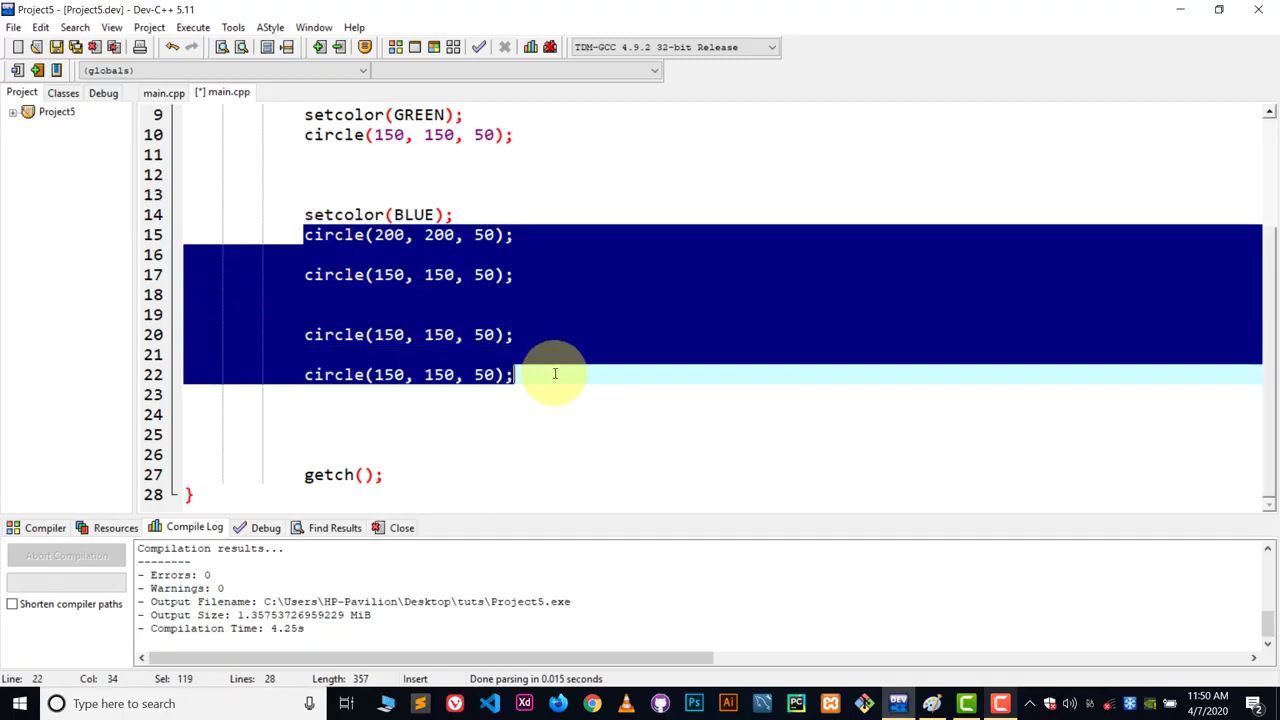 Project5 - [Project5.dev] - Dev-C++ 5.11
File Edit Search View Project Execute Tools AStyle Window Help
TDM-GCC 4.9.2 32-bit Release
(globals)
Project Classes Debug main.cpp [*] main.cpp
Project5
9 setcolor(GREEN);
10 circle(150, 150, 50);
11
12
13
14 setcolor(BLUE);
15 circle(200, 200, 50);
16
17 circle(150, 150, 50);
18
19
20 circle(150, 150, 50);
21
22 circle(150, 150, 50);
23
24
25
26
27 getch();
28 }
Compiler Resources Compile Log Debug Find Results Close
Abort Compilation
Shorten compiler paths
Compilation results...
--------
- Errors: 0
- Warnings: 0
- Output Filename: C:\Users\HP-Pavilion\Desktop\tuts\Project5.exe
- Output Size: 1.35753726959229 MiB
- Compilation Time: 4.25s
Line: 22 Col: 34 Sel: 119 Lines: 28 Length: 357 Insert Done parsing in 0.015 seconds
Type here to search
11:50 AM
4/7/2020